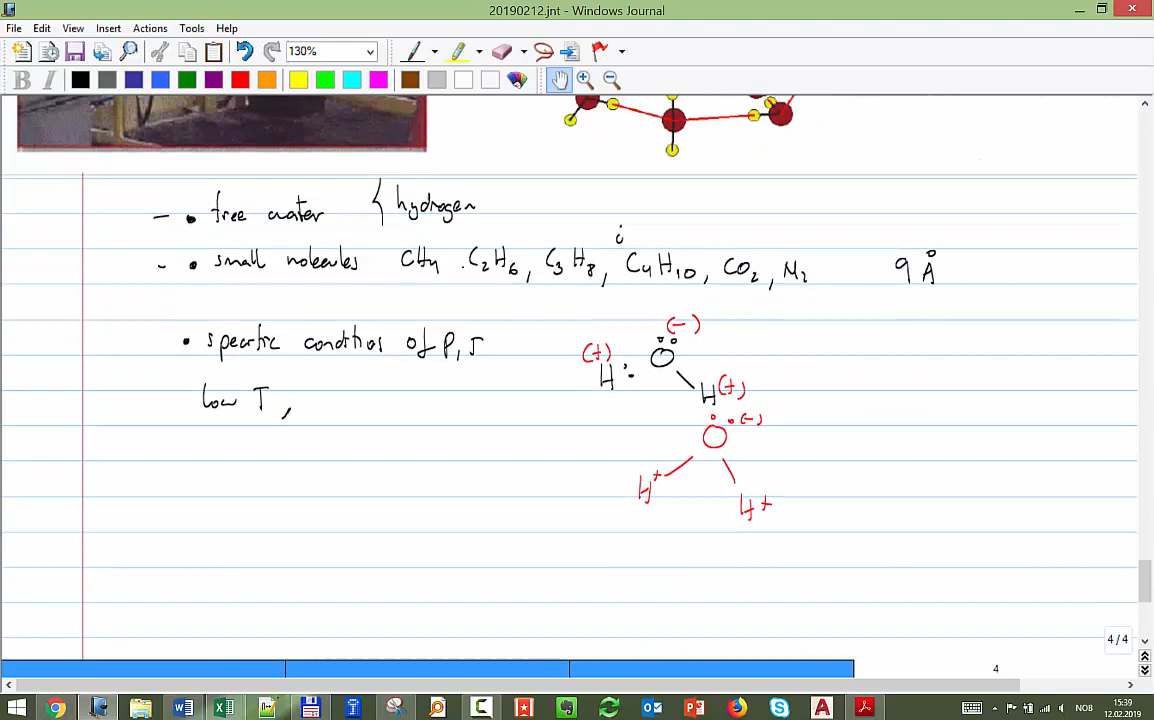 20190212.jnt - Windows Journal
File Edit View Insert Actions Tools Help
130%
B I
- • free water { hydrogen
i
- • small molecules CH4 . C2H6, C3H8, C4H10, CO2, N2 9 Å
• specific condition of P, T
(-)
(+)
H : O
H (+)
low T,
O (-)
H+
H+
4 / 4
4
NOB
15:39
12.02.2019